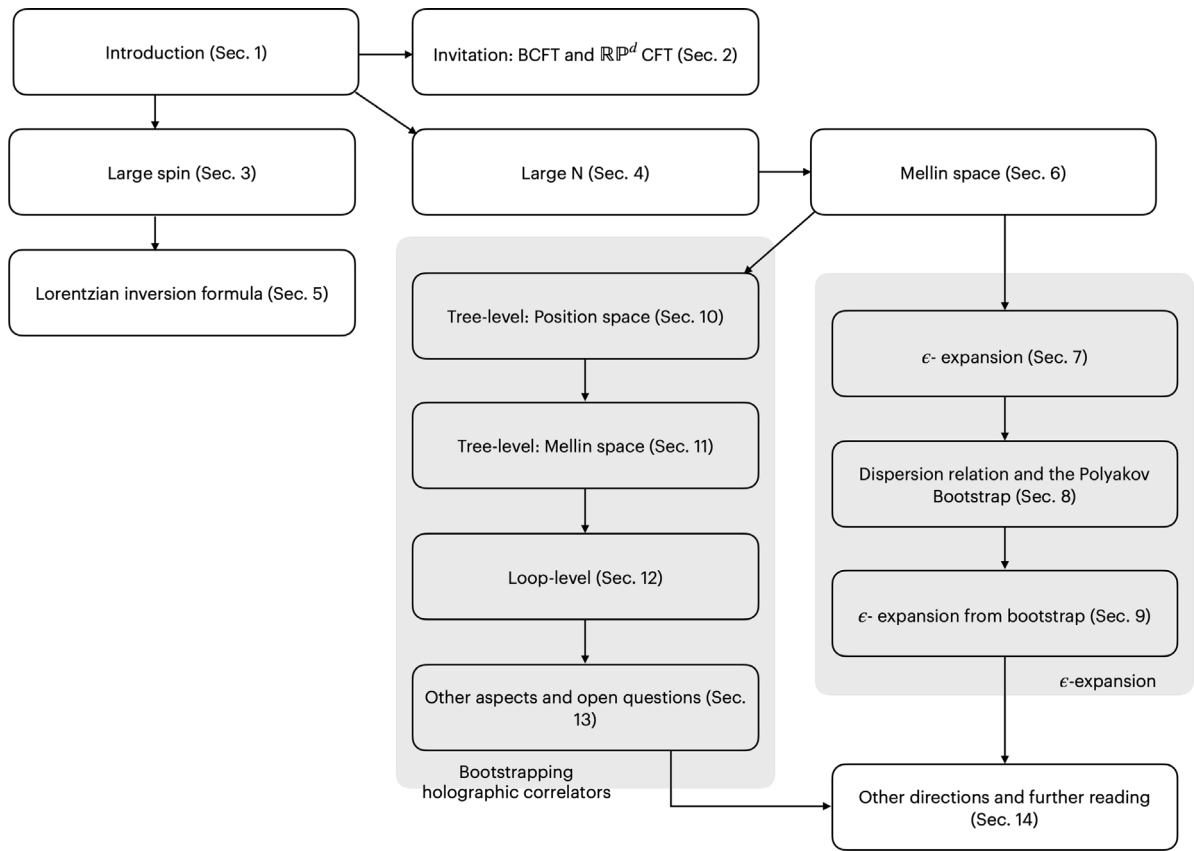 Introduction (Sec. 1)
Invitation: BCFT and ℝℙᵈ CFT (Sec. 2)
Large spin (Sec. 3)
Large N (Sec. 4)
Mellin space (Sec. 6)
Lorentzian inversion formula (Sec. 5)
Tree-level: Position space (Sec. 10)
Tree-level: Mellin space (Sec. 11)
Loop-level (Sec. 12)
Other aspects and open questions (Sec.
13)
Bootstrapping
holographic correlators
ϵ- expansion (Sec. 7)
Dispersion relation and the Polyakov
Bootstrap (Sec. 8)
ϵ- expansion from bootstrap (Sec. 9)
ϵ-expansion
Other directions and further reading
(Sec. 14)